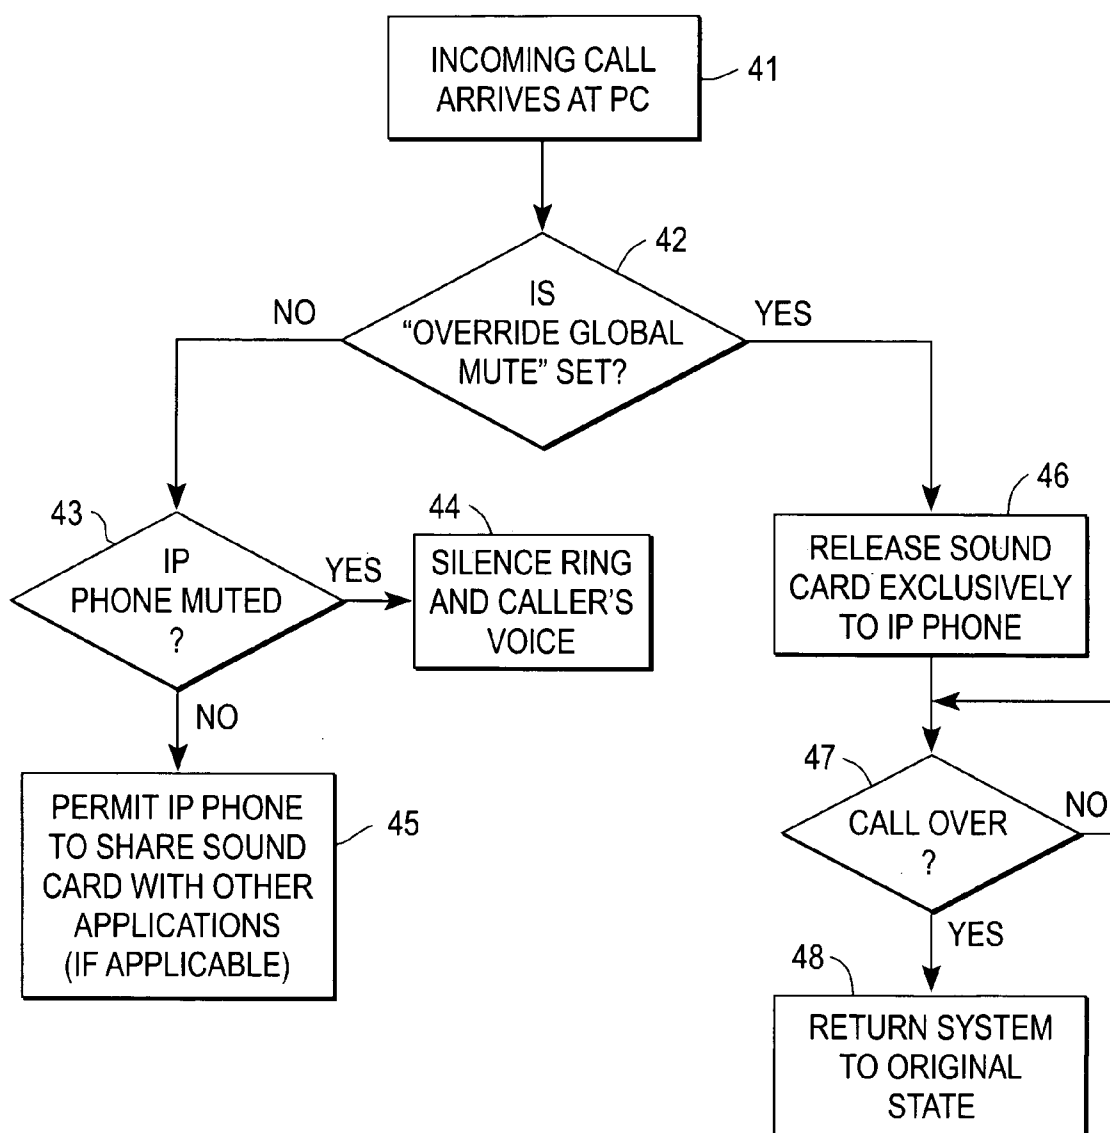 INCOMING CALL
ARRIVES AT PC
41
42
IS
“OVERRIDE GLOBAL
MUTE” SET?
NO
YES
43
IP
PHONE MUTED
?
YES
44
SILENCE RING
AND CALLER'S
VOICE
46
RELEASE SOUND
CARD EXCLUSIVELY
TO IP PHONE
NO
PERMIT IP PHONE
TO SHARE SOUND
CARD WITH OTHER
APPLICATIONS
(IF APPLICABLE)
45
47
CALL OVER
?
NO
YES
48
RETURN SYSTEM
TO ORIGINAL
STATE